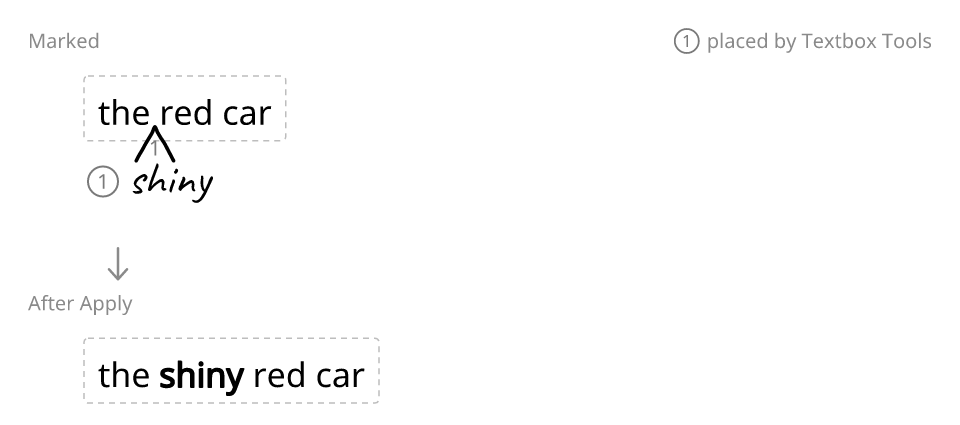 Marked
1 placed by Textbox Tools
the red car
1
1 shiny
After Apply
the shiny red car